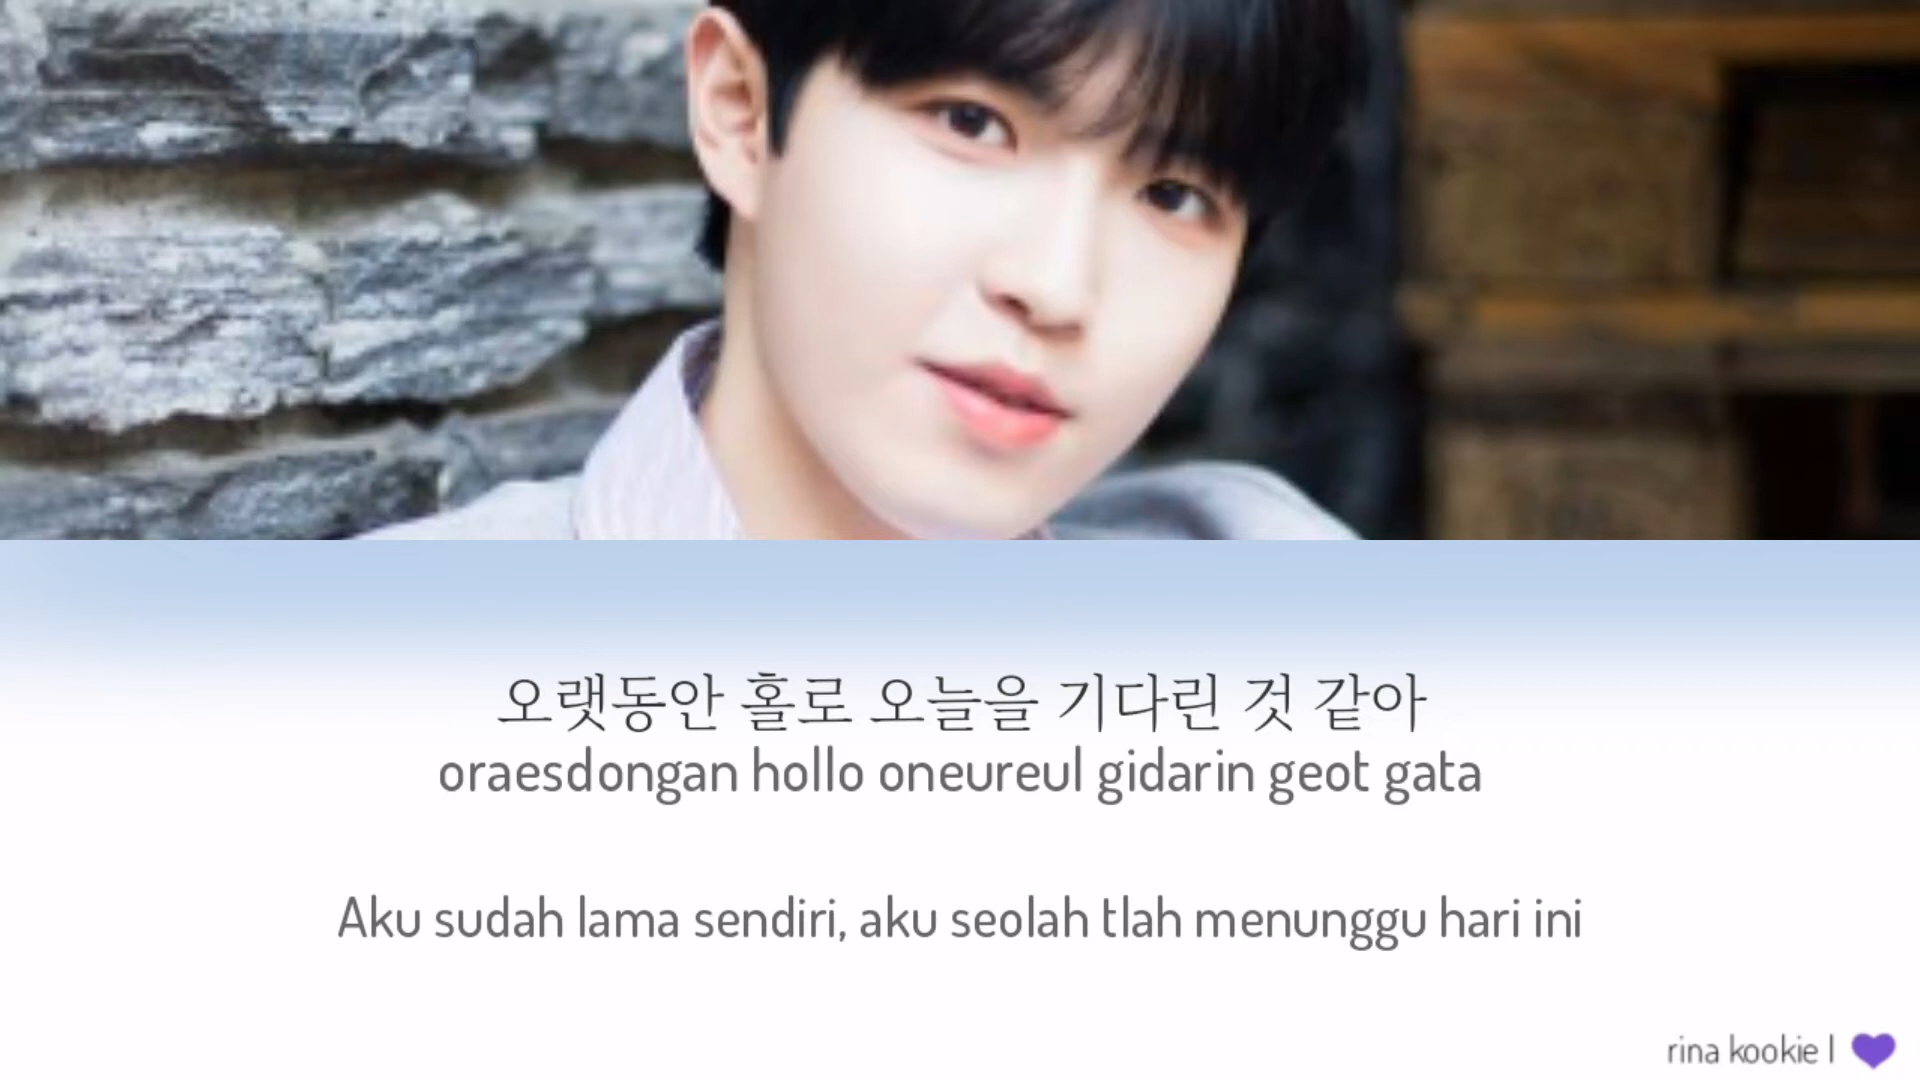 오랫동안 홀로 오늘을 기다린 것 같아
oraesdongan hollo oneureul gidarin geot gata
Aku sudah lama sendiri, aku seolah tlah menunggu hari ini
rina kookie |